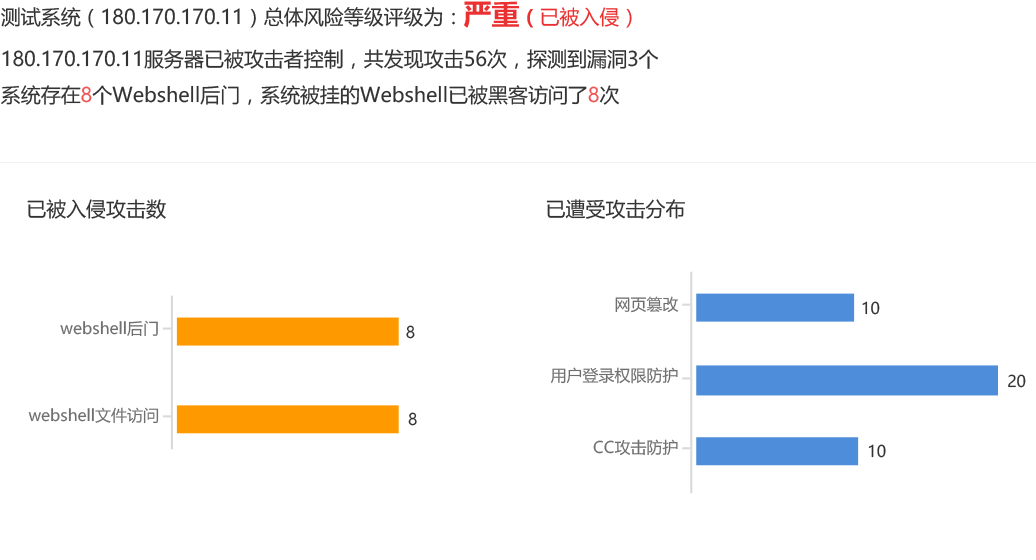 测试系统（180.170.170.11）总体风险等级评级为：严重（已被入侵）
180.170.170.11服务器已被攻击者控制，共发现攻击56次，探测到漏洞3个
系统存在8个Webshell后门，系统被挂的Webshell已被黑客访问了8次
已被入侵攻击数
webshell后门 8
webshell文件访问 8
已遭受攻击分布
网页篡改 10
用户登录权限防护 20
CC攻击防护 10